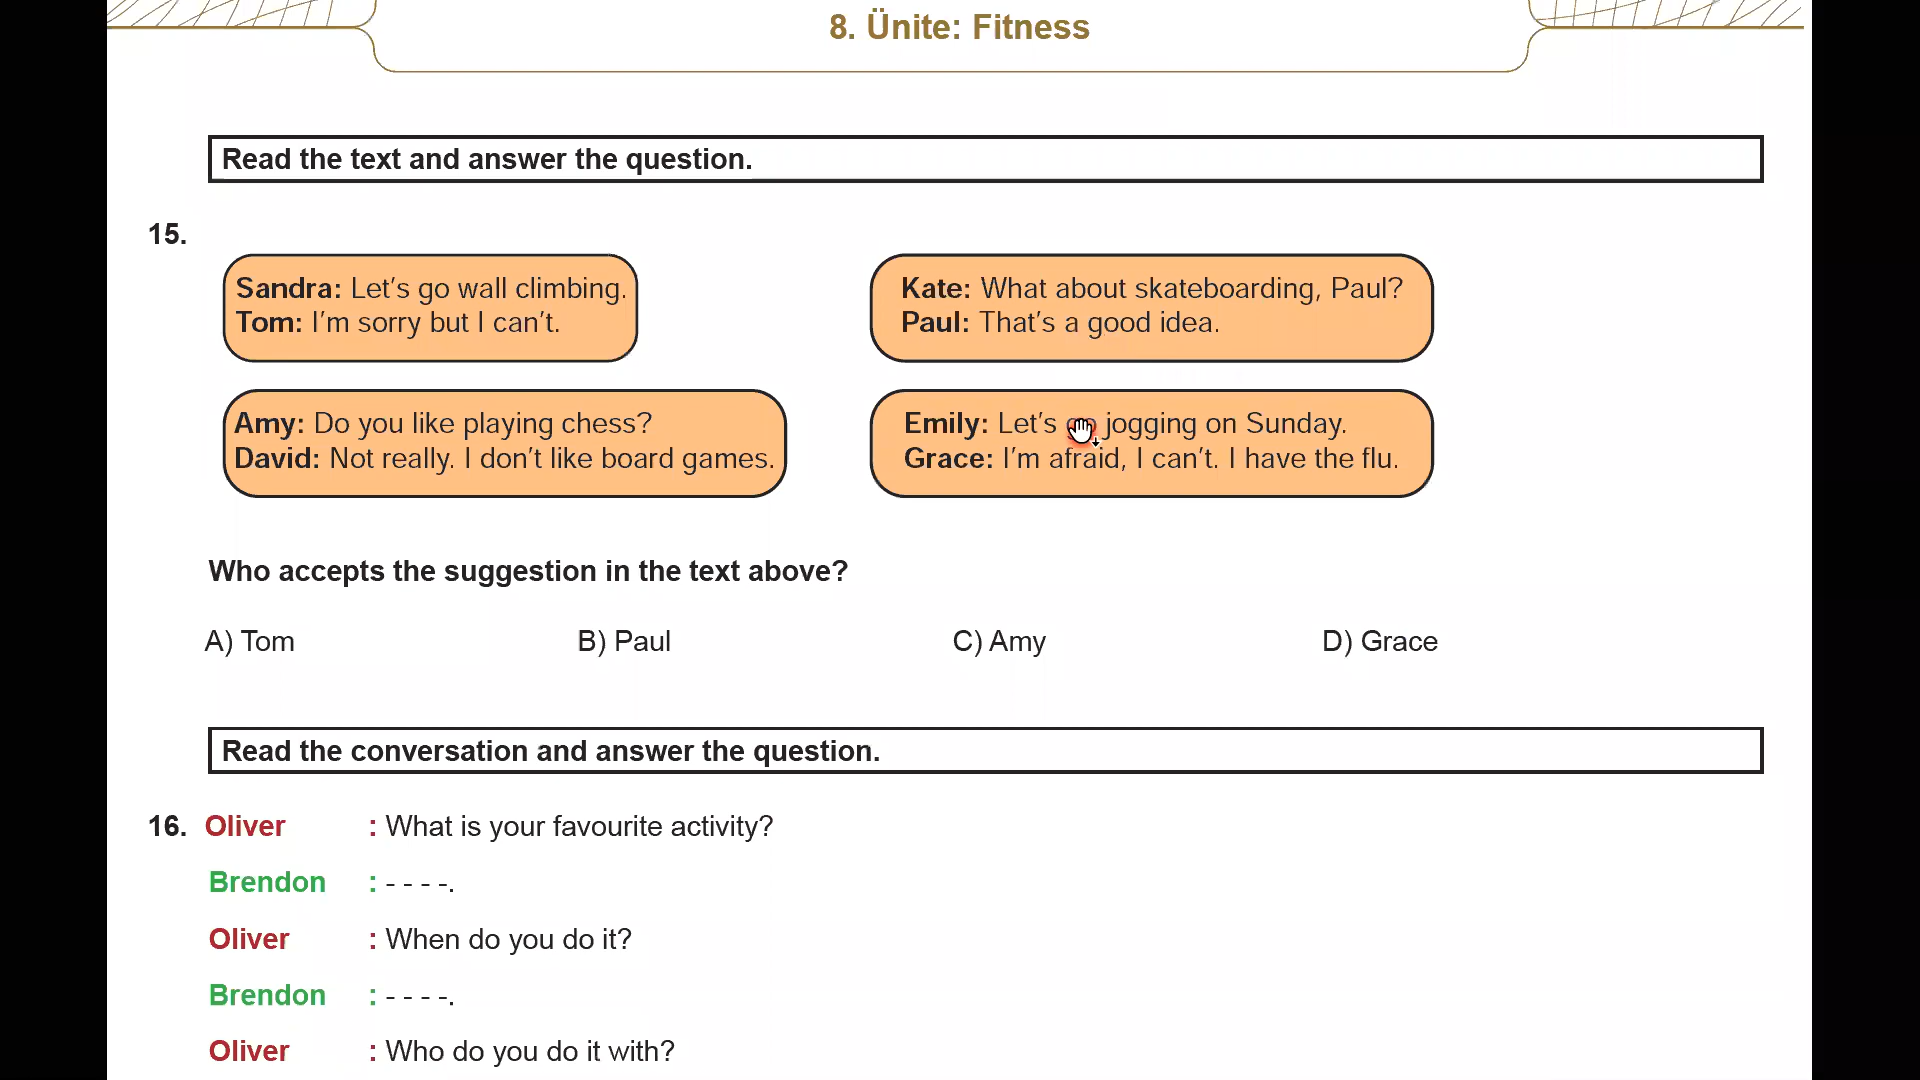 8. Ünite: Fitness
Read the text and answer the question.
15.
Sandra: Let's go wall climbing.
Tom: I'm sorry but I can't.
Kate: What about skateboarding, Paul?
Paul: That's a good idea.
Amy: Do you like playing chess?
David: Not really. I don't like board games.
Emily: Let's jogging on Sunday.
Grace: I'm afraid, I can't. I have the flu.
Who accepts the suggestion in the text above?
A) Tom B) Paul C) Amy D) Grace
Read the conversation and answer the question.
16. Oliver : What is your favourite activity?
Brendon : - - - -.
Oliver : When do you do it?
Brendon : - - - -.
Oliver : Who do you do it with?